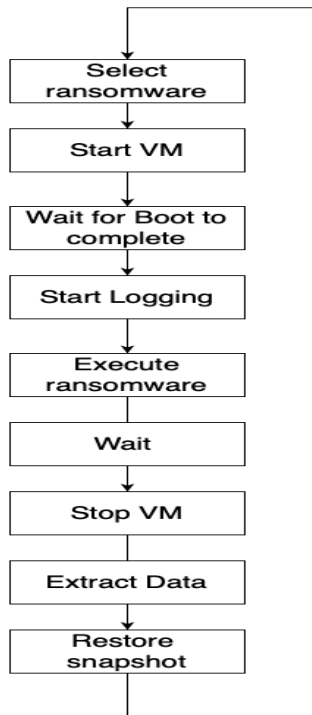 Select
ransomware
Start VM
Wait for Boot to
complete
Start Logging
Execute
ransomware
Wait
Stop VM
Extract Data
Restore
snapshot